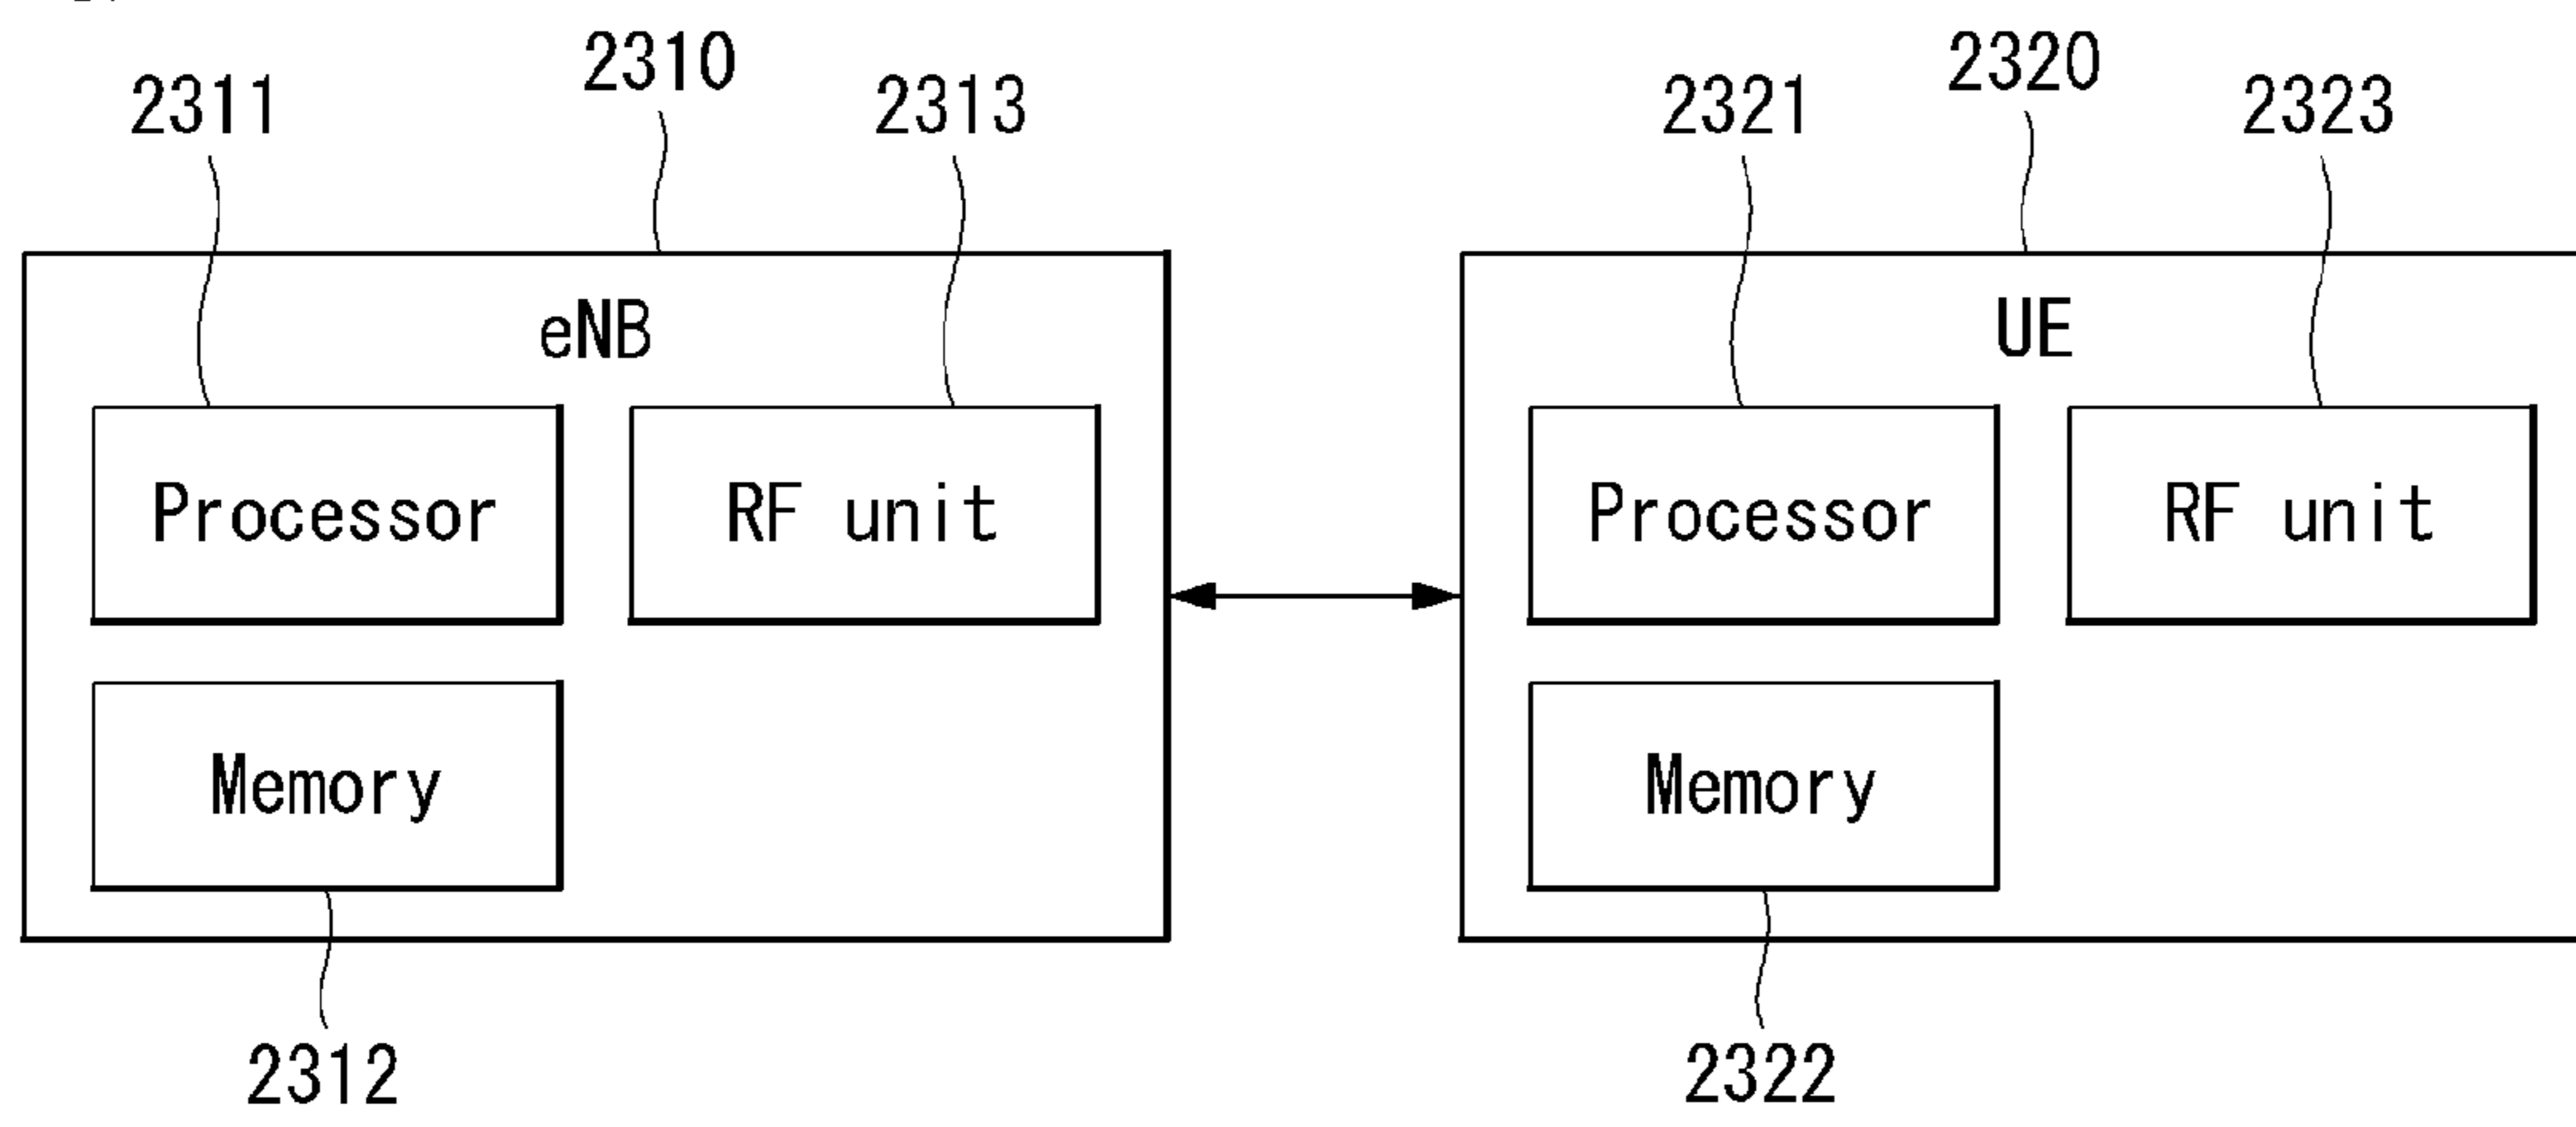 2310 2320
2311 2313 2321 2323
eNB UE
Processor RF unit Processor RF unit
Memory Memory
2312 2322